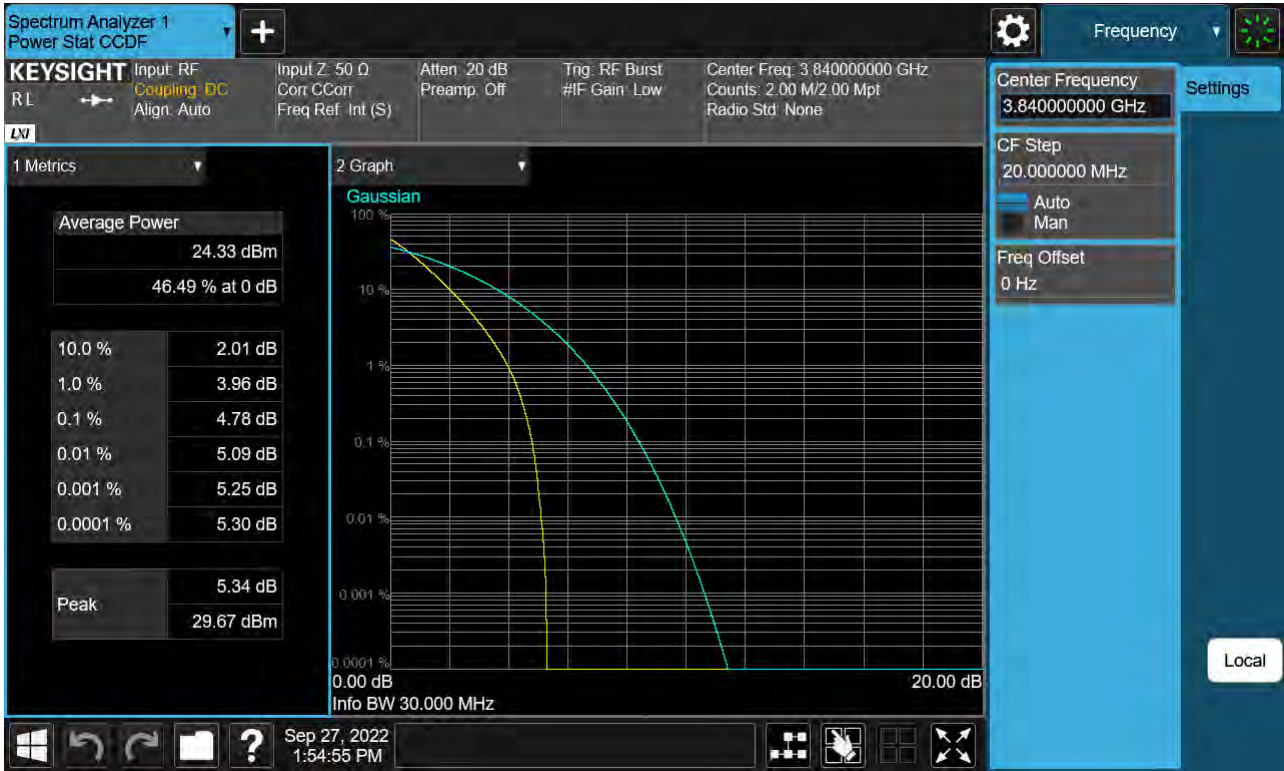 Spectrum Analyzer 1
Power Stat CCDF
+
Frequency
KEYSIGHT
Input: RF
Coupling: DC
Align: Auto
Input Z: 50 Ω
Corr CCorr
Freq Ref: Int (S)
Atten: 20 dB
Preamp: Off
Trig: RF Burst
#IF Gain: Low
Center Freq: 3.840000000 GHz
Counts: 2.00 M/2.00 Mpt
Radio Std: None
RL
LXI
Center Frequency
3.840000000 GHz
Settings
CF Step
20.000000 MHz
Auto
Man
Freq Offset
0 Hz
1 Metrics
Average Power
24.33 dBm
46.49 % at 0 dB
10.0 % 2.01 dB
1.0 % 3.96 dB
0.1 % 4.78 dB
0.01 % 5.09 dB
0.001 % 5.25 dB
0.0001 % 5.30 dB
Peak
5.34 dB
29.67 dBm
2 Graph
Gaussian
100 %
10 %
1 %
0.1 %
0.01 %
0.001 %
0.0001 %
0.00 dB 20.00 dB
Info BW 30.000 MHz
Local
?
Sep 27, 2022
1:54:55 PM